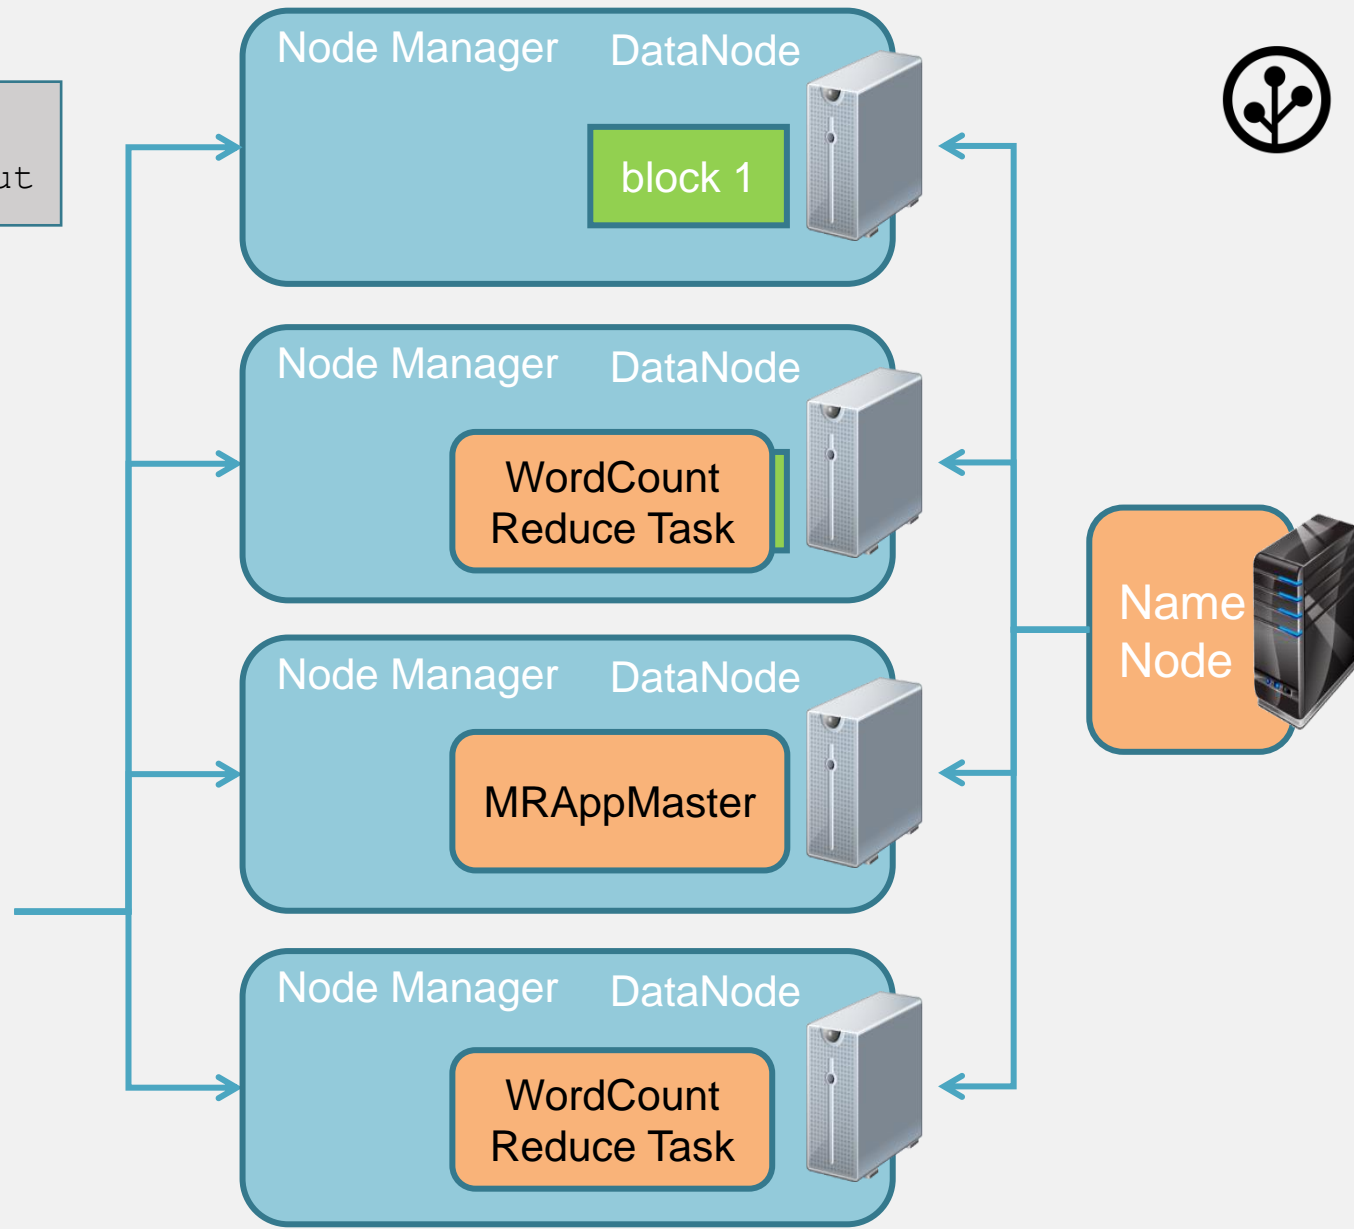 Node Manager DataNode
ut
block 1
Node Manager DataNode
WordCount
Reduce Task
Name
Node
Node Manager DataNode
MRAppMaster
Node Manager DataNode
WordCount
Reduce Task